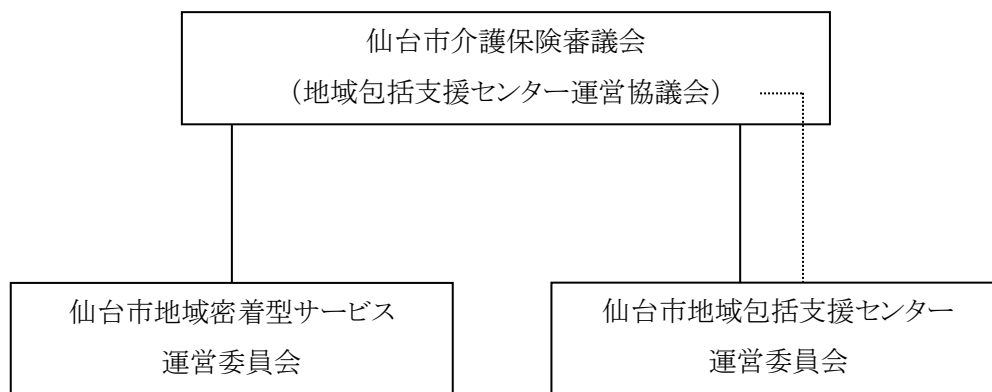 仙台市介護保険審議会
(地域包括支援センター運営協議会)
仙台市地域密着型サービス
運営委員会
仙台市地域包括支援センター
運営委員会